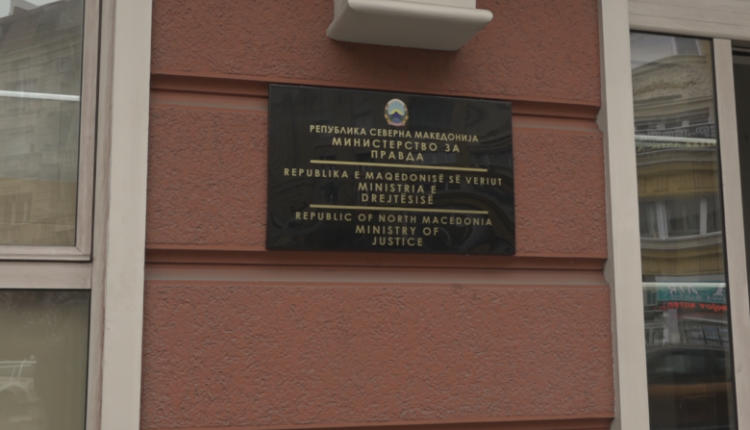 РЕПУБЛИКА СЕВЕРНА МАКЕДОНИЈА
МИНИСТЕРСТВО ЗА
ПРАВДА
REPUBLIKA E MAQEDONISË SË VERIUT
MINISTRIA E
DREJTËSISË
REPUBLIC OF NORTH MACEDONIA
MINISTRY OF
JUSTICE